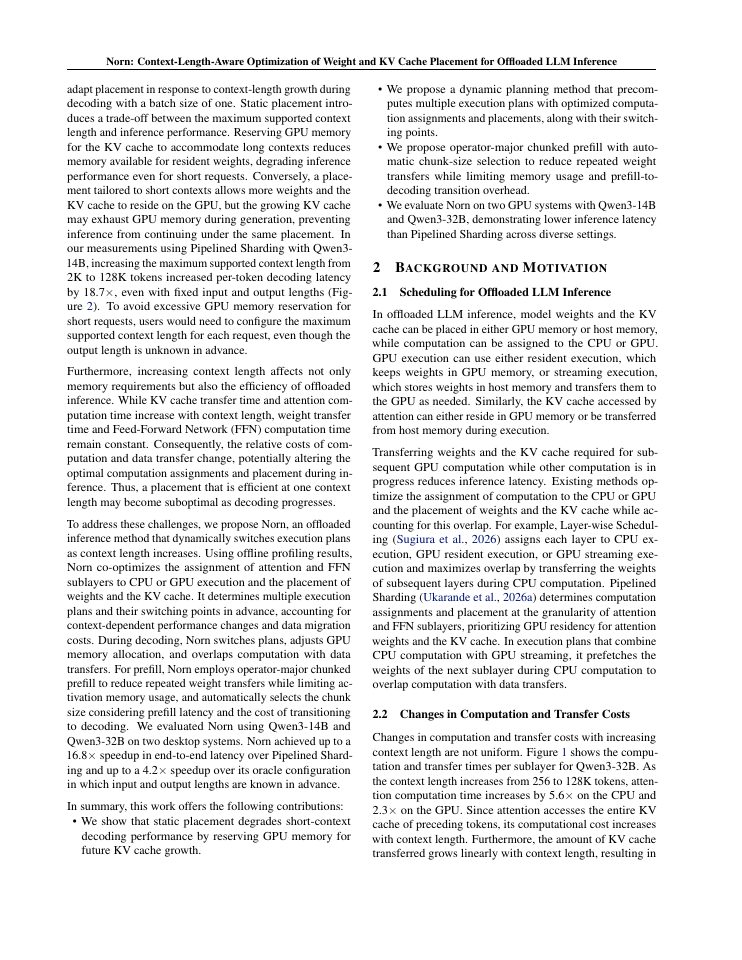 Norn: Context-Length-Aware Optimization of Weight and KV Cache Placement for Offloaded LLM Inference
adapt placement in response to context-length growth during
decoding with a batch size of one. Static placement intro-
duces a trade-off between the maximum supported context
length and inference performance. Reserving GPU memory
for the KV cache to accommodate long contexts reduces
memory available for resident weights, degrading inference
performance even for short requests. Conversely, a place-
ment tailored to short contexts allows more weights and the
KV cache to reside on the GPU, but the growing KV cache
may exhaust GPU memory during generation, preventing
inference from continuing under the same placement. In
our measurements using Pipelined Sharding with Qwen3-
14B, increasing the maximum supported context length from
2K to 128K tokens increased per-token decoding latency
by 18.7×, even with fixed input and output lengths (Fig-
ure 2). To avoid excessive GPU memory reservation for
short requests, users would need to configure the maximum
supported context length for each request, even though the
output length is unknown in advance.
Furthermore, increasing context length affects not only
memory requirements but also the efficiency of offloaded
inference. While KV cache transfer time and attention com-
putation time increase with context length, weight transfer
time and Feed-Forward Network (FFN) computation time
remain constant. Consequently, the relative costs of com-
putation and data transfer change, potentially altering the
optimal computation assignments and placement during in-
ference. Thus, a placement that is efficient at one context
length may become suboptimal as decoding progresses.
To address these challenges, we propose Norn, an offloaded
inference method that dynamically switches execution plans
as context length increases. Using offline profiling results,
Norn co-optimizes the assignment of attention and FFN
sublayers to CPU or GPU execution and the placement of
weights and the KV cache. It determines multiple execution
plans and their switching points in advance, accounting for
context-dependent performance changes and data migration
costs. During decoding, Norn switches plans, adjusts GPU
memory allocation, and overlaps computation with data
transfers. For prefill, Norn employs operator-major chunked
prefill to reduce repeated weight transfers while limiting ac-
tivation memory usage, and automatically selects the chunk
size considering prefill latency and the cost of transitioning
to decoding. We evaluated Norn using Qwen3-14B and
Qwen3-32B on two desktop systems. Norn achieved up to a
16.8× speedup in end-to-end latency over Pipelined Shard-
ing and up to a 4.2× speedup over its oracle configuration
in which input and output lengths are known in advance.
In summary, this work offers the following contributions:
• We show that static placement degrades short-context
decoding performance by reserving GPU memory for
future KV cache growth.
• We propose a dynamic planning method that precom-
putes multiple execution plans with optimized computa-
tion assignments and placements, along with their switch-
ing points.
• We propose operator-major chunked prefill with auto-
matic chunk-size selection to reduce repeated weight
transfers while limiting memory usage and prefill-to-
decoding transition overhead.
• We evaluate Norn on two GPU systems with Qwen3-14B
and Qwen3-32B, demonstrating lower inference latency
than Pipelined Sharding across diverse settings.
2 BACKGROUND AND MOTIVATION
2.1 Scheduling for Offloaded LLM Inference
In offloaded LLM inference, model weights and the KV
cache can be placed in either GPU memory or host memory,
while computation can be assigned to the CPU or GPU.
GPU execution can use either resident execution, which
keeps weights in GPU memory, or streaming execution,
which stores weights in host memory and transfers them to
the GPU as needed. Similarly, the KV cache accessed by
attention can either reside in GPU memory or be transferred
from host memory during execution.
Transferring weights and the KV cache required for sub-
sequent GPU computation while other computation is in
progress reduces inference latency. Existing methods op-
timize the assignment of computation to the CPU or GPU
and the placement of weights and the KV cache while ac-
counting for this overlap. For example, Layer-wise Schedul-
ing (Sugiura et al., 2026) assigns each layer to CPU ex-
ecution, GPU resident execution, or GPU streaming exe-
cution and maximizes overlap by transferring the weights
of subsequent layers during CPU computation. Pipelined
Sharding (Ukarande et al., 2026a) determines computation
assignments and placement at the granularity of attention
and FFN sublayers, prioritizing GPU residency for attention
weights and the KV cache. In execution plans that combine
CPU computation with GPU streaming, it prefetches the
weights of the next sublayer during CPU computation to
overlap computation with data transfers.
2.2 Changes in Computation and Transfer Costs
Changes in computation and transfer costs with increasing
context length are not uniform. Figure 1 shows the compu-
tation and transfer times per sublayer for Qwen3-32B. As
the context length increases from 256 to 128K tokens, atten-
tion computation time increases by 5.6× on the CPU and
2.3× on the GPU. Since attention accesses the entire KV
cache of preceding tokens, its computational cost increases
with context length. Furthermore, the amount of KV cache
transferred grows linearly with context length, resulting in